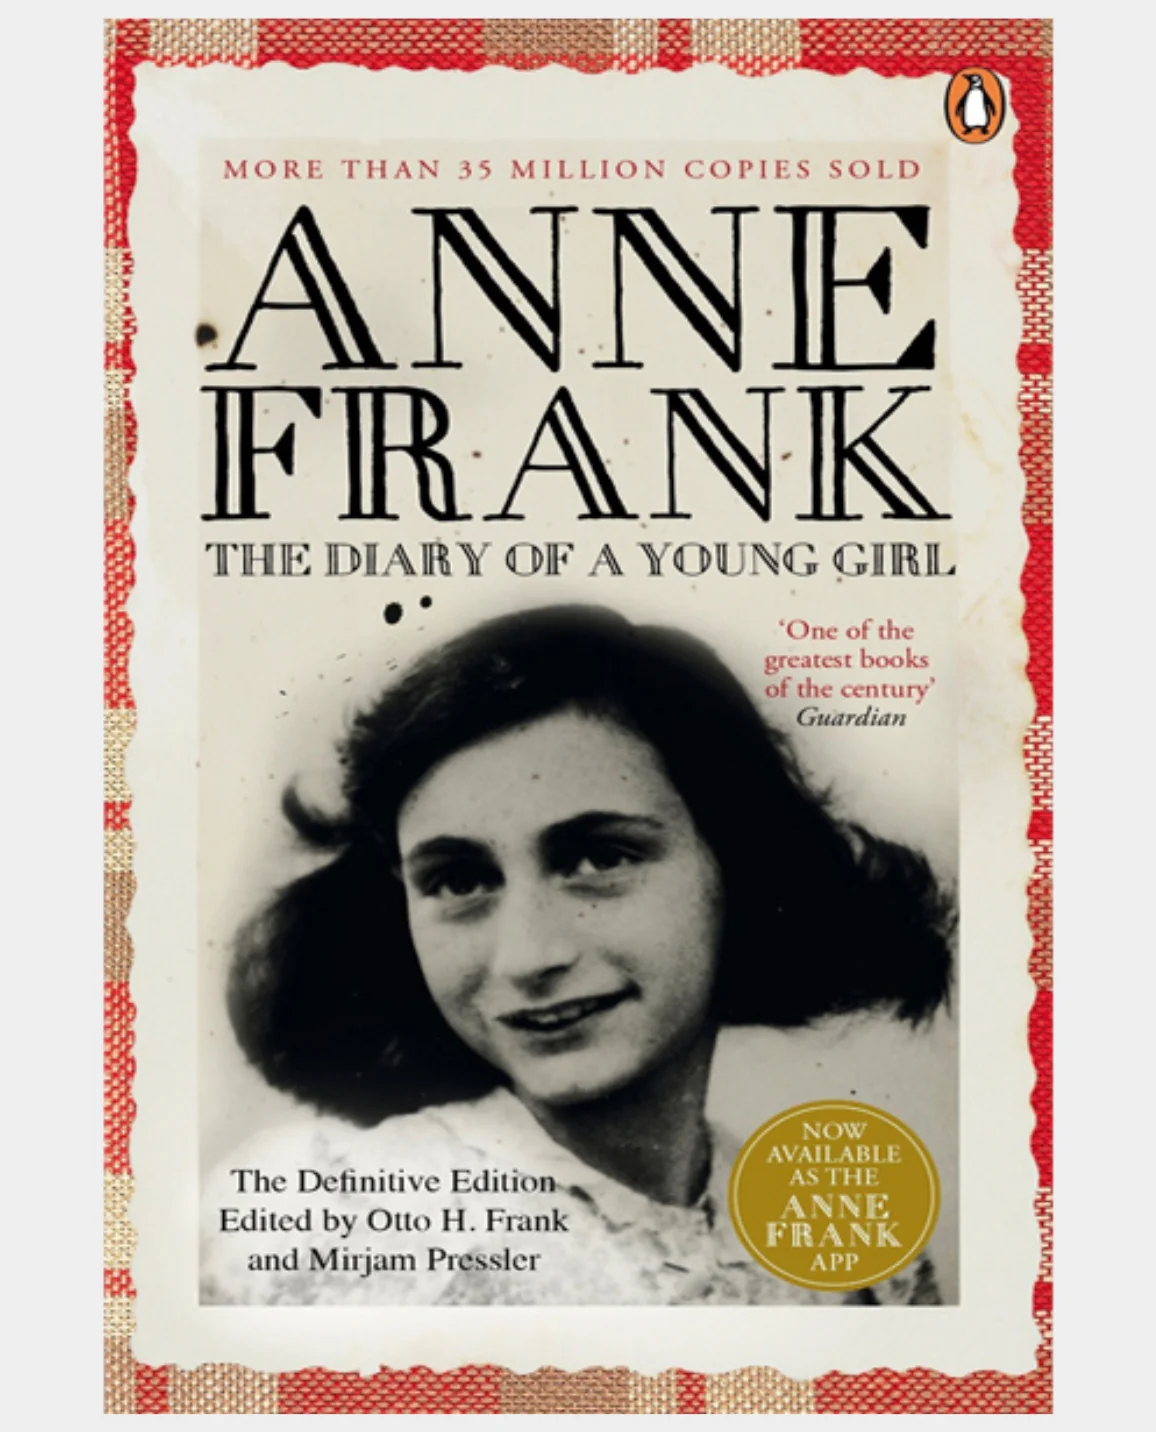 MORE THAN 35 MILLION COPIES SOLD
ANNE
FRANK
THE DIARY OF A YOUNG GIRL
‘One of the
greatest books
of the century’
Guardian
The Definitive Edition
Edited by Otto H. Frank
and Mirjam Pressler
NOW
AVAILABLE
AS THE
ANNE
FRANK
APP